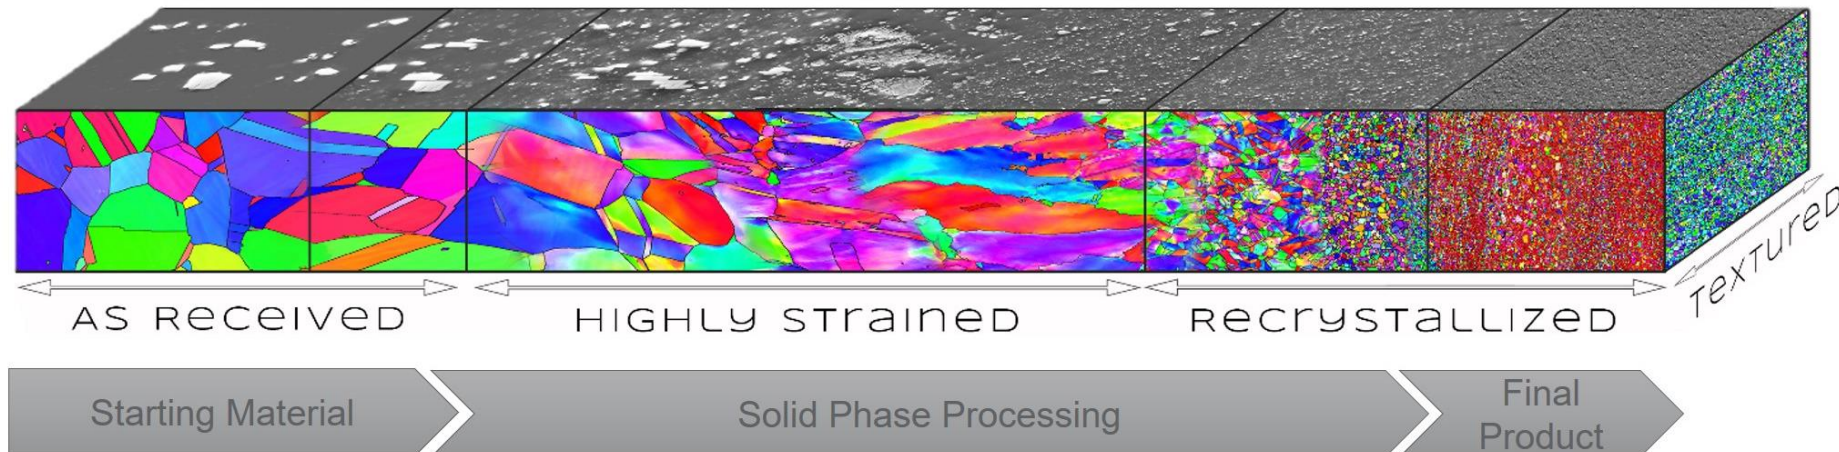 AS Received
Highly Strained
Recrystallized
Textured
Starting Material
Solid Phase Processing
Final
Product